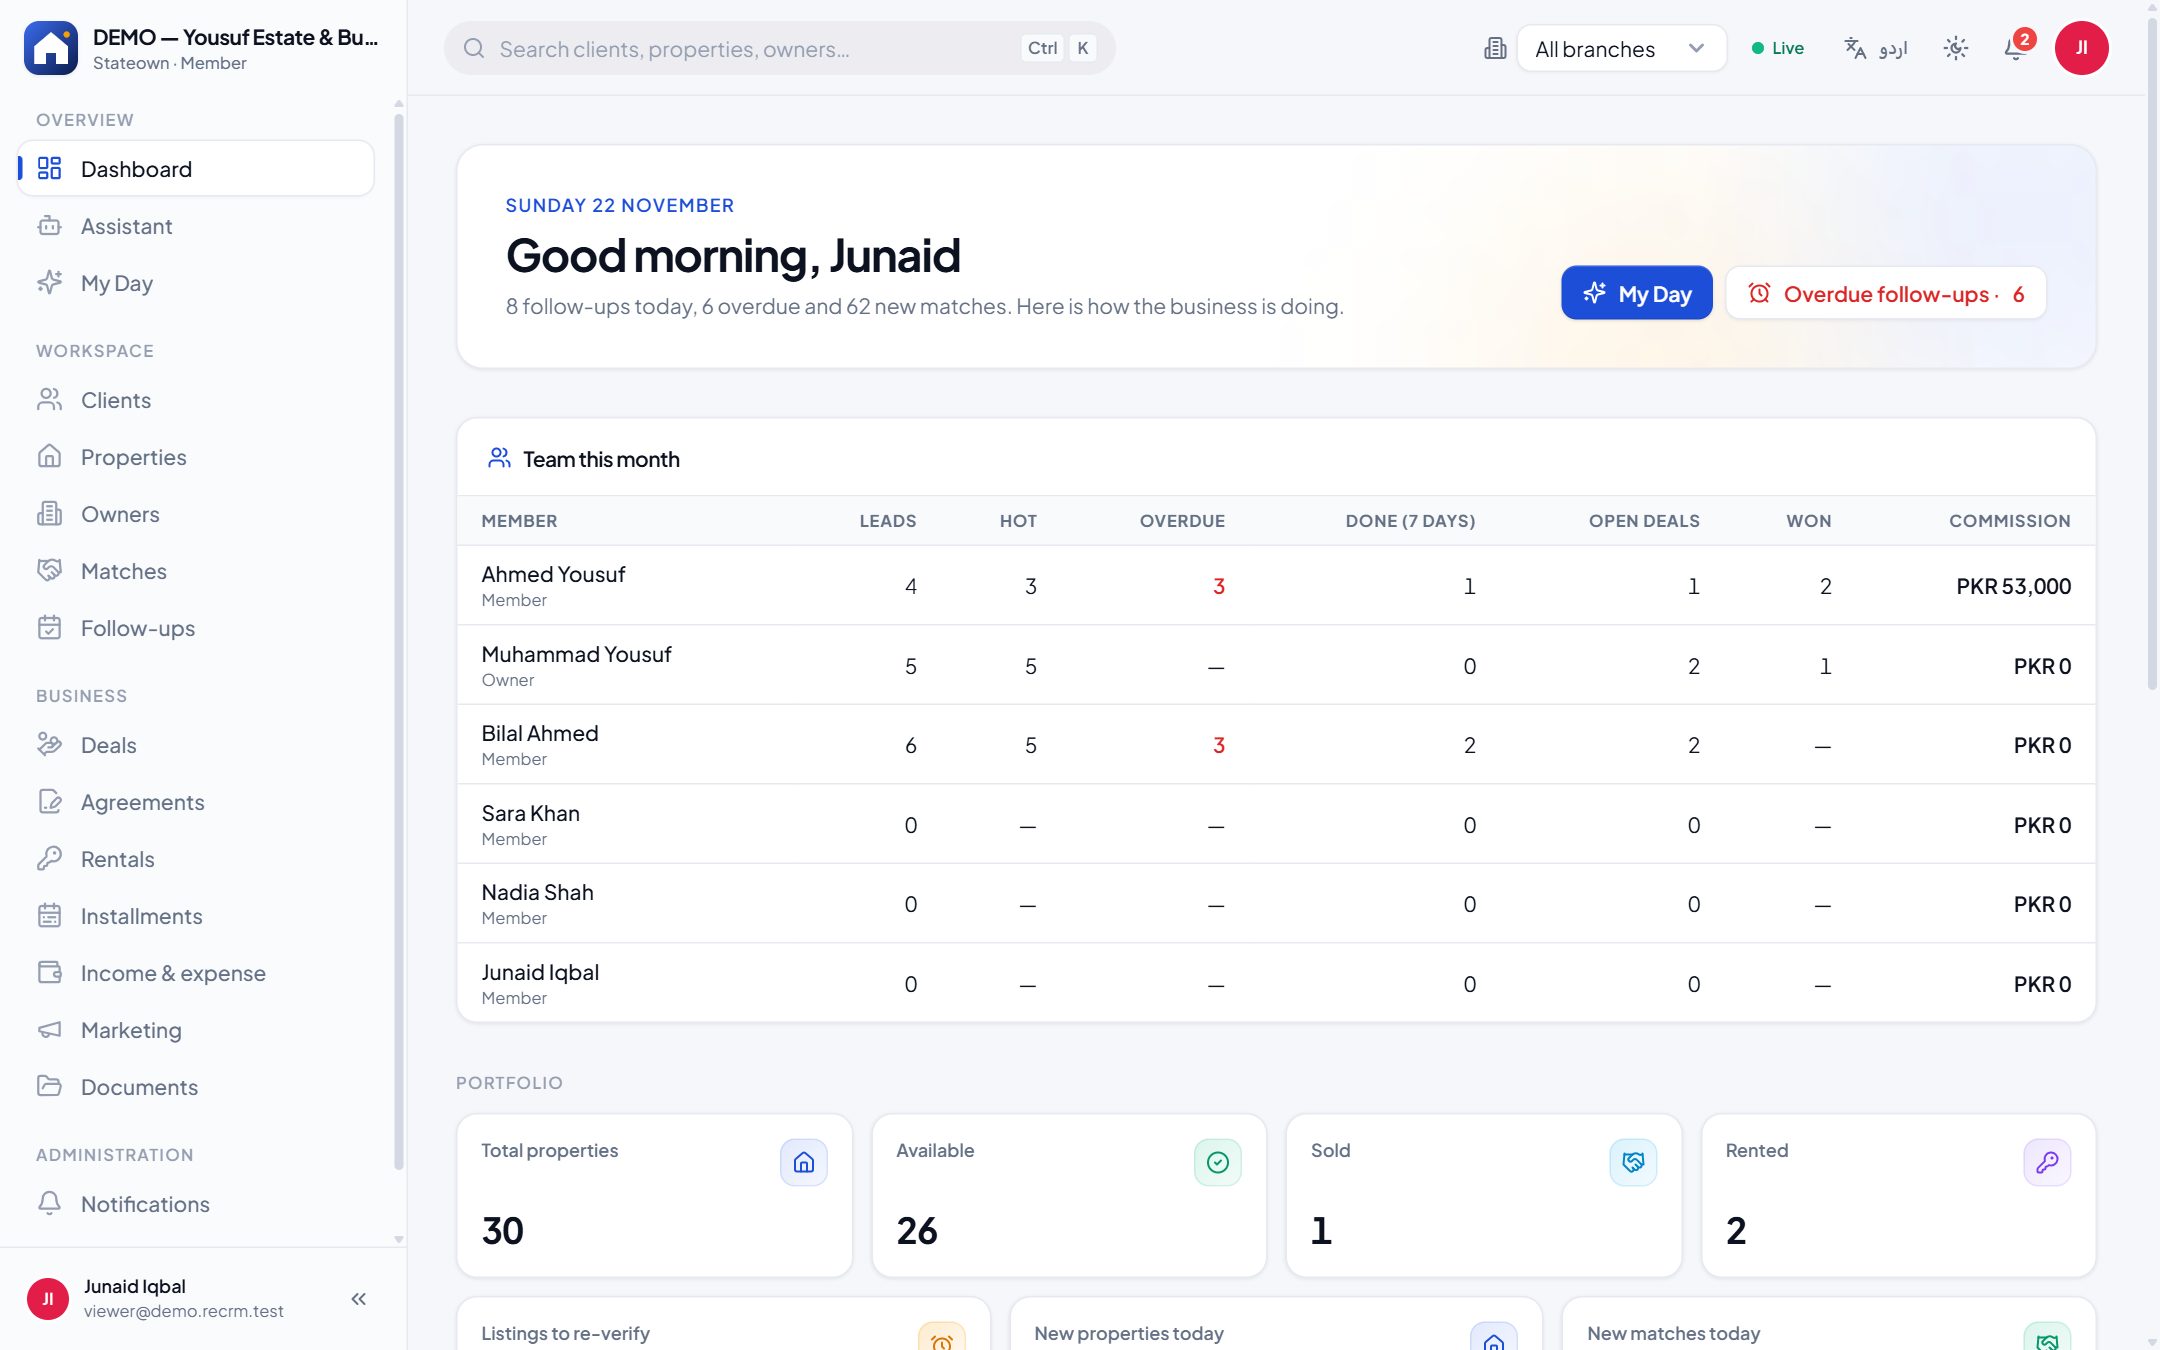 DEMO — Yousuf Estate & Bu...
Stateown · Member
OVERVIEW
Dashboard
Assistant
My Day
WORKSPACE
Clients
Properties
Owners
Matches
Follow-ups
BUSINESS
Deals
Agreements
Rentals
Installments
Income & expense
Marketing
Documents
ADMINISTRATION
Notifications
JI
Junaid Iqbal
viewer@demo.recrm.test
Search clients, properties, owners...
Ctrl K
All branches
Live
اردو
2
JI
SUNDAY 22 NOVEMBER
Good morning, Junaid
8 follow-ups today, 6 overdue and 62 new matches. Here is how the business is doing.
My Day
Overdue follow-ups · 6
Team this month
MEMBER LEADS HOT OVERDUE DONE (7 DAYS) OPEN DEALS WON COMMISSION
Ahmed Yousuf
Member
4 3 3 1 1 2 PKR 53,000
Muhammad Yousuf
Owner
5 5 — 0 2 1 PKR 0
Bilal Ahmed
Member
6 5 3 2 2 — PKR 0
Sara Khan
Member
0 — — 0 0 — PKR 0
Nadia Shah
Member
0 — — 0 0 — PKR 0
Junaid Iqbal
Member
0 — — 0 0 — PKR 0
PORTFOLIO
Total properties
30
Available
26
Sold
1
Rented
2
Listings to re-verify
New properties today
New matches today